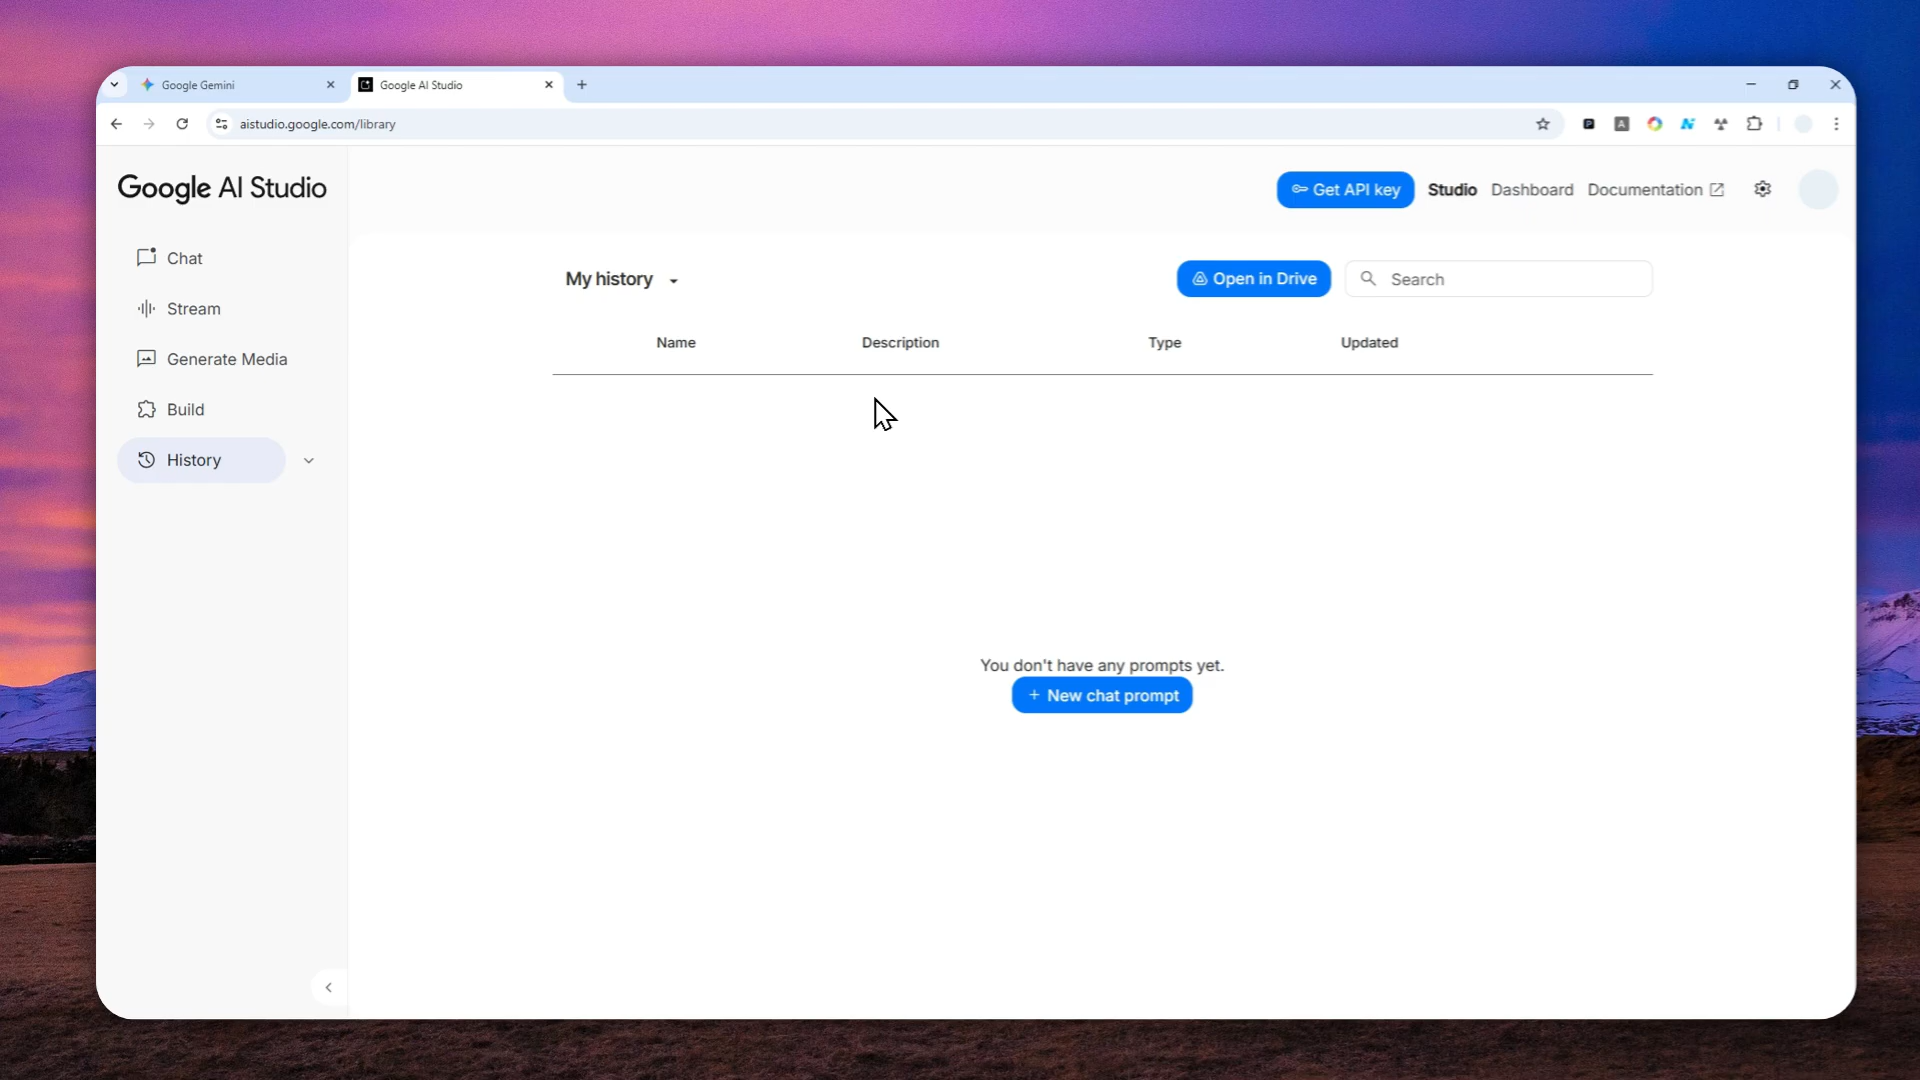 Google Gemini
Google AI Studio
aistudio.google.com/library
Google AI Studio
Get API key
Studio
Dashboard
Documentation
Chat
Stream
Generate Media
Build
History
My history
Open in Drive
Search
Name Description Type Updated
You don't have any prompts yet.
+ New chat prompt